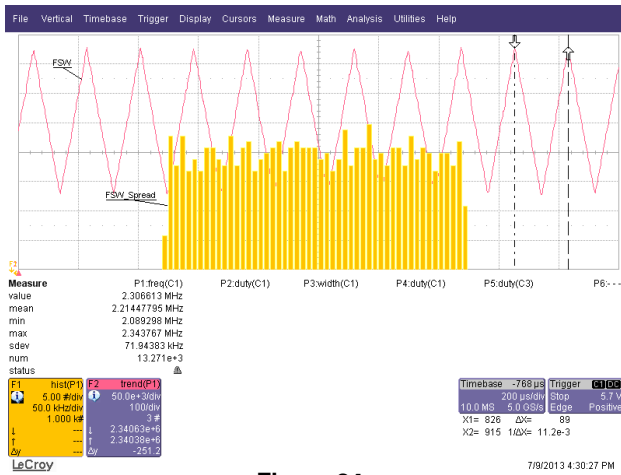 File Vertical Timebase Trigger Display Cursors Measure Math Analysis Utilities Help
FSW
FSW_Spread
F2
Measure P1:freq(C1) P2:duty(C1) P3:width(C1) P4:duty(C1) P5:duty(C3) P6:- - -
value 2.306613 MHz
mean 2.21447795 MHz
min 2.089298 MHz
max 2.343767 MHz
sdev 71.94383 kHz
num 13.271e+3
status
F1 hist(P1)
5.00 #/div
50.0 kHz/div
1.000 k#
↓ ---
↑ ---
Δy ---
F2 trend(P1)
50.0e+3/div
100/div
3 #
2.34063e+6
2.34038e+6
-251.2
Timebase -768 µs
200 µs/div
10.0 MS 5.0 GS/s
Trigger C1 DC
Stop 5.7 V
Edge Positive
X1= 826 ΔX= 89
X2= 915 1/ΔX= 11.2e-3
LeCroy
7/9/2013 4:30:27 PM